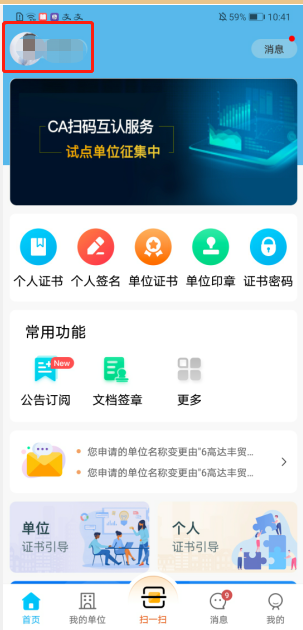 59% 10:41
消息
CA扫码互认服务
试点单位征集中
个人证书 个人签名 单位证书 单位印章 证书密码
常用功能
New
公告订阅 文档签章 更多
您申请的单位名称变更由"6高达丰贸...
您申请的单位名称变更由"6高达丰贸...
单位 个人
证书引导 证书引导
9
首页 我的单位 扫一扫 消息 我的